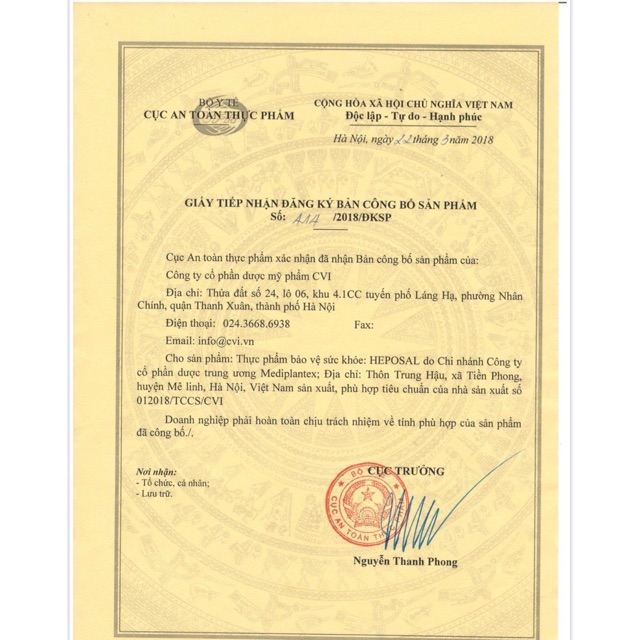 BỘ Y TẾ
CỤC AN TOÀN THỰC PHẨM
CỘNG HÒA XÃ HỘI CHỦ NGHĨA VIỆT NAM
Độc lập - Tự do - Hạnh phúc
Hà Nội, ngày 22 tháng 3 năm 2018
GIẤY TIẾP NHẬN ĐĂNG KÝ BẢN CÔNG BỐ SẢN PHẨM
Số: 414 /2018/ĐKSP
Cục An toàn thực phẩm xác nhận đã nhận Bản công bố sản phẩm của:
Công ty cổ phần dược mỹ phẩm CVI
Địa chỉ: Thửa đất số 24, lô 06, khu 4.1CC tuyến phố Láng Hạ, phường Nhân
Chính, quận Thanh Xuân, thành phố Hà Nội
Điện thoại: 024.3668.6938 Fax:
Email: info@cvi.vn
Cho sản phẩm: Thực phẩm bảo vệ sức khỏe: HEPOSAL do Chi nhánh Công ty
cổ phần dược trung ương Mediplantex; Địa chỉ: Thôn Trung Hậu, xã Tiền Phong,
huyện Mê linh, Hà Nội, Việt Nam sản xuất, phù hợp tiêu chuẩn của nhà sản xuất số
012018/TCCS/CVI
Doanh nghiệp phải hoàn toàn chịu trách nhiệm về tính phù hợp của sản phẩm
đã công bố./.
Nơi nhận:
- Tổ chức, cá nhân;
- Lưu trữ.
CỤC TRƯỞNG
BỘ Y TẾ
CỤC AN TOÀN THỰC PHẨM
Nguyễn Thanh Phong